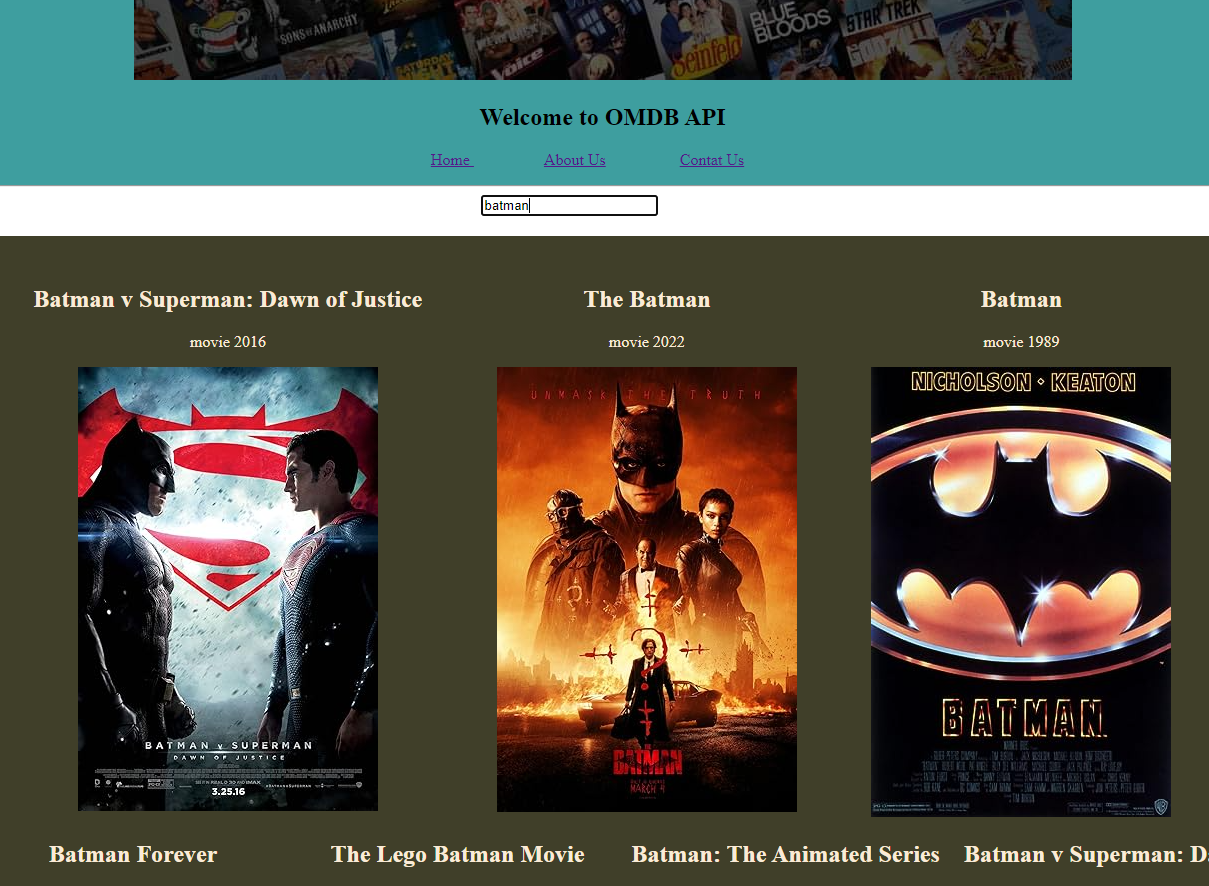 SONS of ANARCHY
SATURDAY
Voice
Seinfeld
BLUE
BLOODS
STAR TREK
Welcome to OMDB API
Home About Us Contat Us
batman
Batman v Superman: Dawn of Justice The Batman Batman
movie 2016 movie 2022 movie 1989
NICHOLSON • KEATON
UNMASK THE TRUTH
BATMAN v SUPERMAN
DAWN OF JUSTICE
3.25.16
THE
BATMAN
MARCH 4
BATMAN
Batman Forever The Lego Batman Movie Batman: The Animated Series Batman v Superman: D